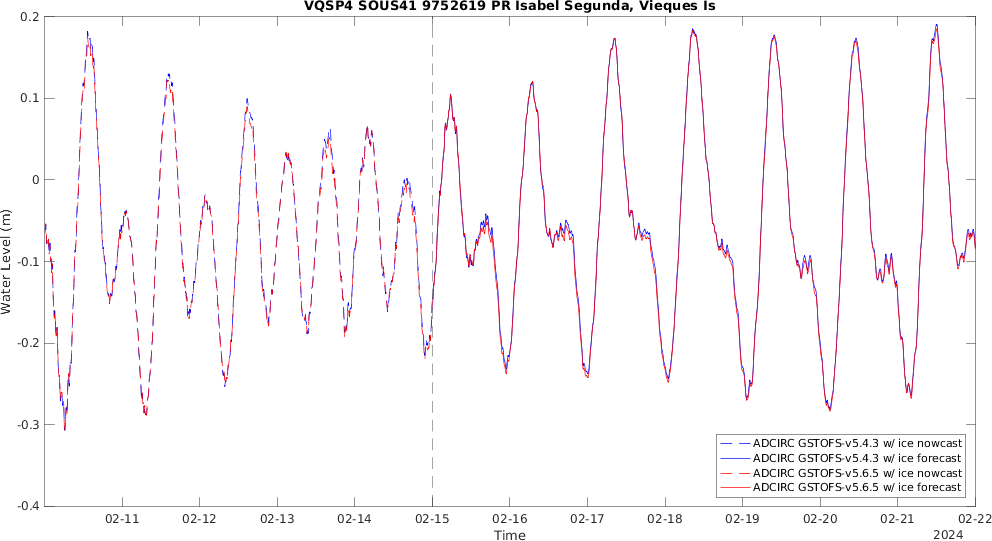 VQSP4 SOUS41 9752619 PR Isabel Segunda, Vieques Is
0.2
0.1
0
-0.1
-0.2
-0.3
-0.4
Water Level (m)
ADCIRC GSTOFS-v5.4.3 w/ ice nowcast
ADCIRC GSTOFS-v5.4.3 w/ ice forecast
ADCIRC GSTOFS-v5.6.5 w/ ice nowcast
ADCIRC GSTOFS-v5.6.5 w/ ice forecast
02-11 02-12 02-13 02-14 02-15 02-16 02-17 02-18 02-19 02-20 02-21 02-22
Time
2024